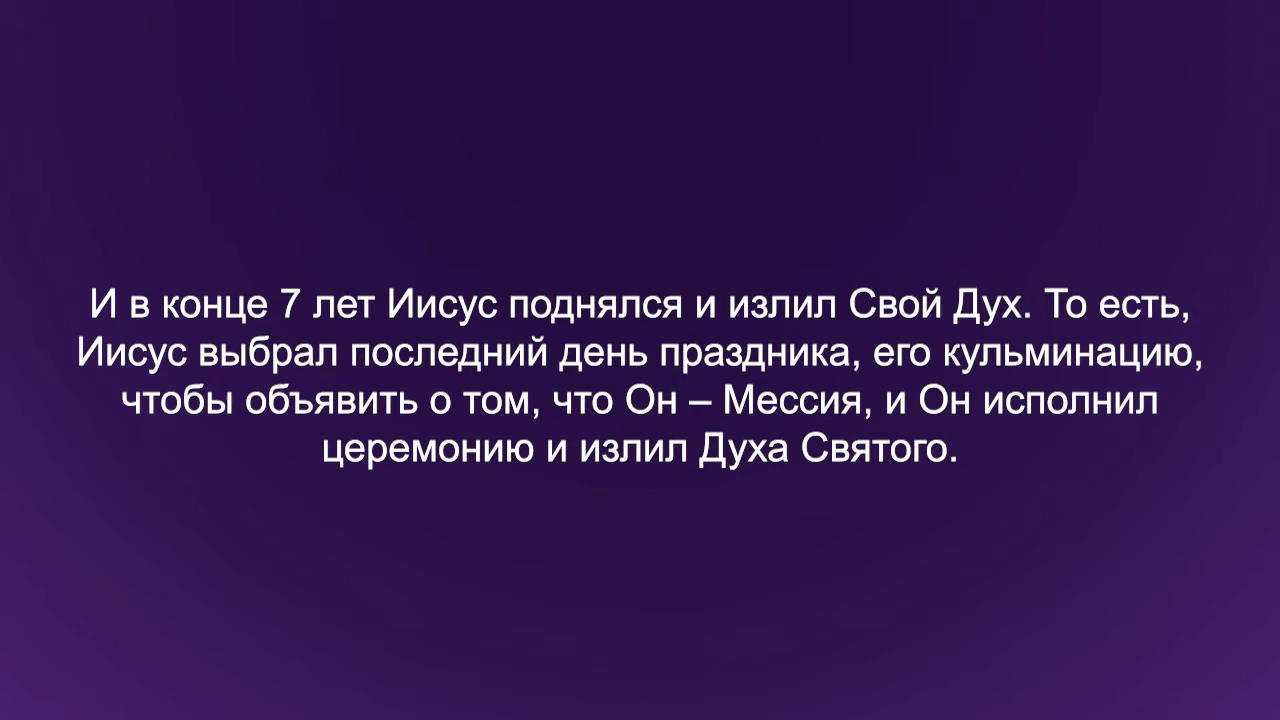 И в конце 7 лет Иисус поднялся и излил Свой Дух. То есть,
Иисус выбрал последний день праздника, его кульминацию,
чтобы объявить о том, что Он – Мессия, и Он исполнил
церемонию и излил Духа Святого.